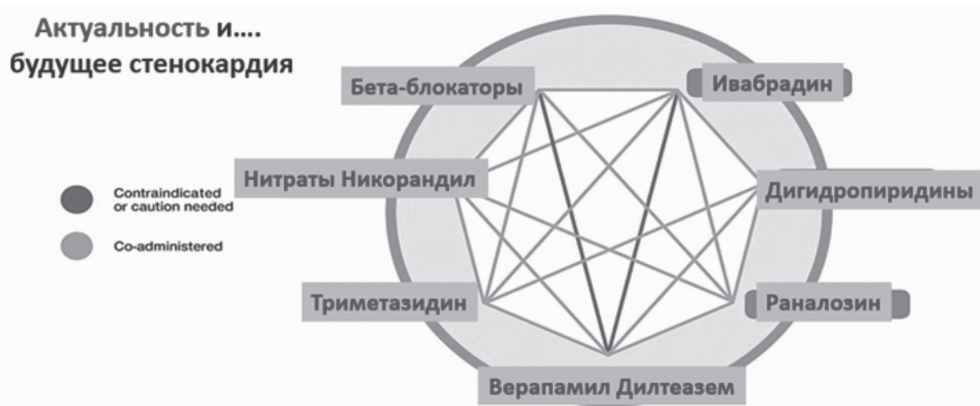 Актуальность и....
будущее стенокардия
Бета-блокаторы
Ивабрадин
Нитраты Никорандил
Дигидропиридины
Contraindicated
or caution needed
Co-administered
Триметазидин
Раналозин
Верапамил Дилтеазем